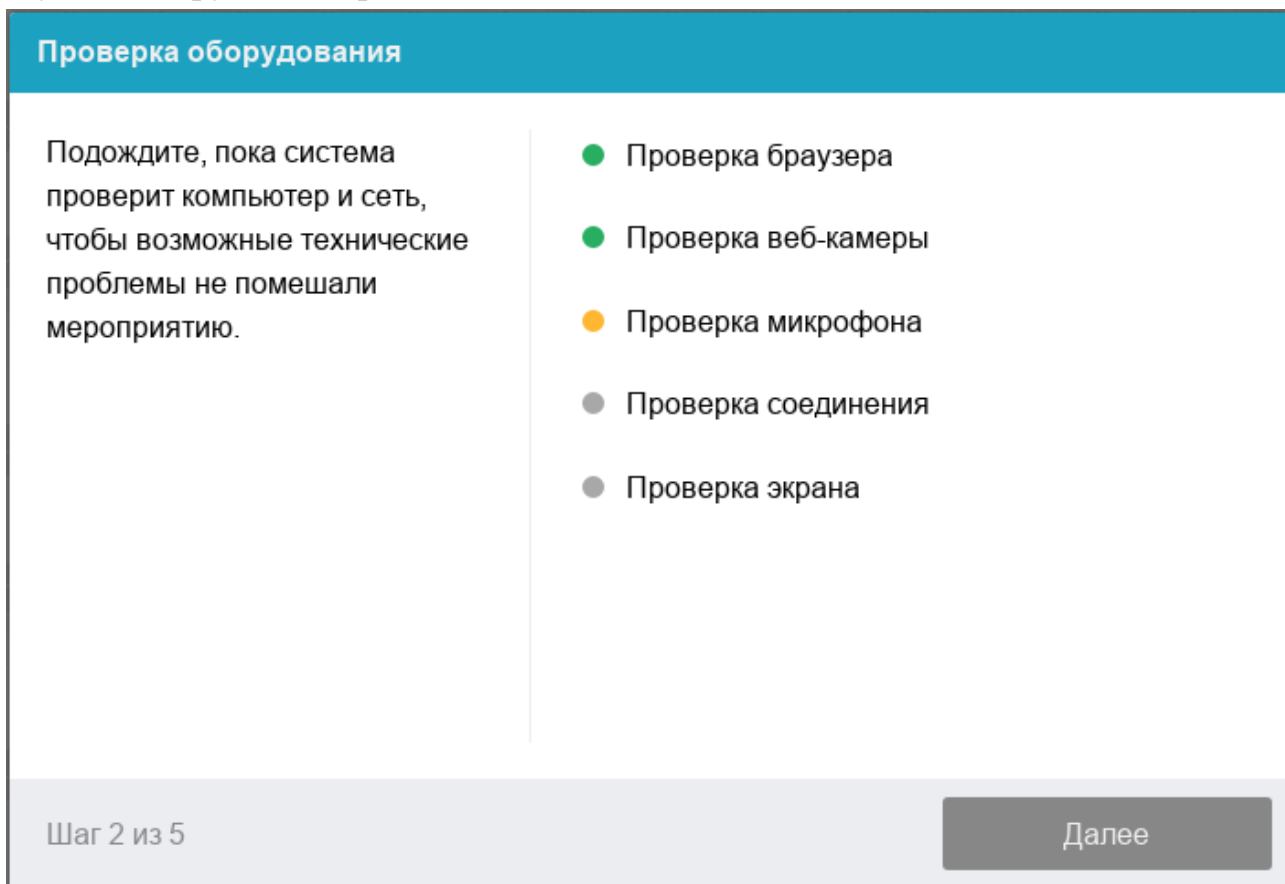 Проверка оборудования
Подождите, пока система
проверит компьютер и сеть,
чтобы возможные технические
проблемы не помешали
мероприятию.
Проверка браузера
Проверка веб-камеры
Проверка микрофона
Проверка соединения
Проверка экрана
Шаг 2 из 5
Далее